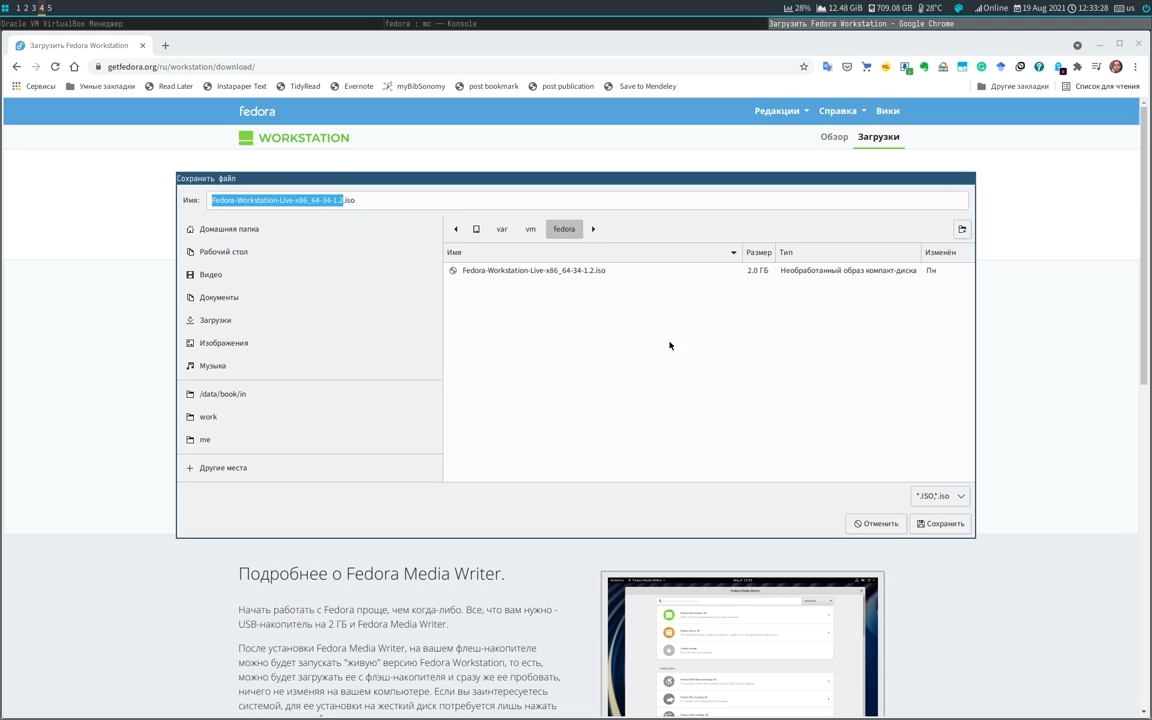 1 2 3 4 5
28% 12.48 GiB 709.08 GB 28°C Online 19 Aug 2021 12:33:28 us
Oracle VM VirtualBox Менеджер
fedora : mc — Konsole
Загрузить Fedora Workstation - Google Chrome
Загрузить Fedora Workstation
getfedora.org/ru/workstation/download/
Сервисы Умные закладки Read Later Instapaper Text TidyRead Evernote myBibSonomy post bookmark post publication Save to Mendeley Другие закладки Список для чтения
fedora Редакции Справка Вики
WORKSTATION Обзор Загрузки
Сохранить файл
Имя: Fedora-Workstation-Live-x86_64-34-1.2.iso
Домашняя папка
Рабочий стол
Видео
Документы
Загрузки
Изображения
Музыка
/data/book/in
work
me
Другие места
var vm fedora
Имя Размер Тип Изменён
Fedora-Workstation-Live-x86_64-34-1.2.iso 2.0 ГБ Необработанный образ компакт-диска Пн
*.ISO,*.iso
Отменить Сохранить
Подробнее о Fedora Media Writer.
Начать работать с Fedora проще, чем когда-либо. Все, что вам нужно -
USB-накопитель на 2 ГБ и Fedora Media Writer.
После установки Fedora Media Writer, на вашем флеш-накопителе
можно будет запускать "живую" версию Fedora Workstation, то есть,
можно будет загружать ее с флэш-накопителя и сразу же ее пробовать,
ничего не изменяя на вашем компьютере. Если вы заинтересуетесь
системой, для ее установки на жесткий диск потребуется лишь нажать